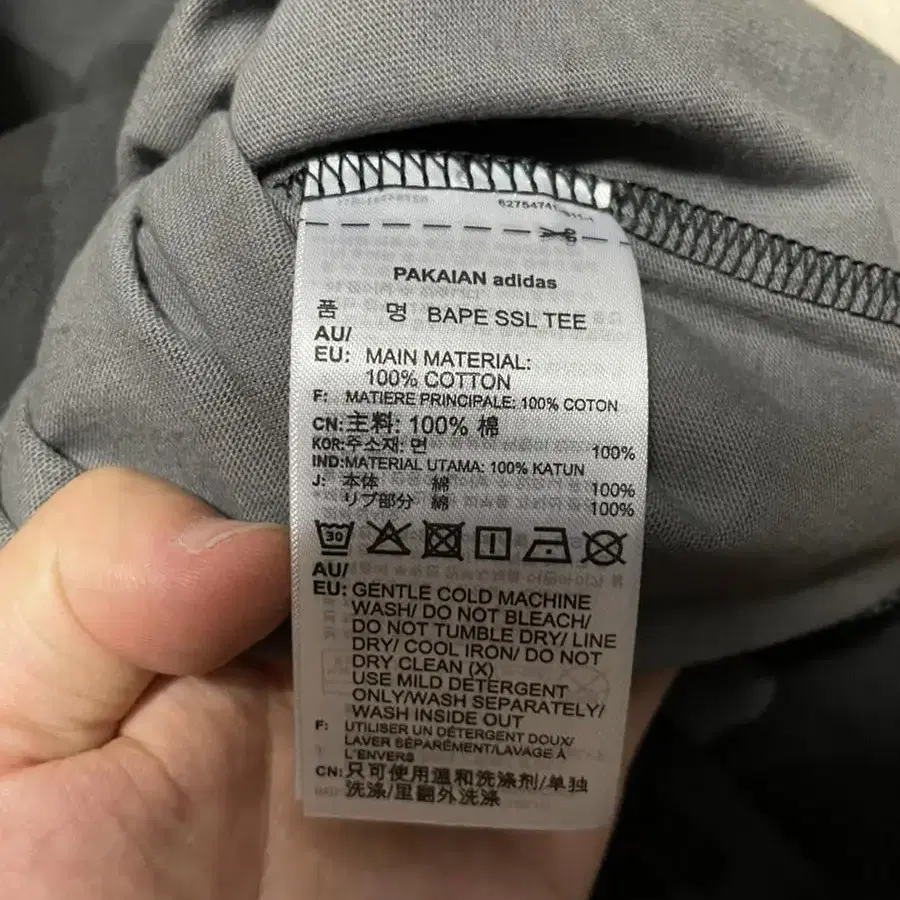 PAKAIAN adidas
품 명 BAPE SSL TEE
AU/
EU: MAIN MATERIAL:
100% COTTON
F: MATIERE PRINCIPALE: 100% COTON
CN: 主料: 100% 棉
KOR: 주소재: 면 100%
IND: MATERIAL UTAMA: 100% KATUN
J: 本体 綿 100%
リブ部分 綿 100%
30
AU/
EU: GENTLE COLD MACHINE
WASH/ DO NOT BLEACH/
DO NOT TUMBLE DRY/ LINE
DRY/ COOL IRON/ DO NOT
DRY CLEAN (X)
USE MILD DETERGENT
ONLY/WASH SEPARATELY/
WASH INSIDE OUT
F: UTILISER UN DÉTERGENT DOUX/
LAVER SÉPARÉMENT/LAVAGE À
L'ENVERS
CN: 只可使用温和洗涤剂/单独
洗涤/里翻外洗涤